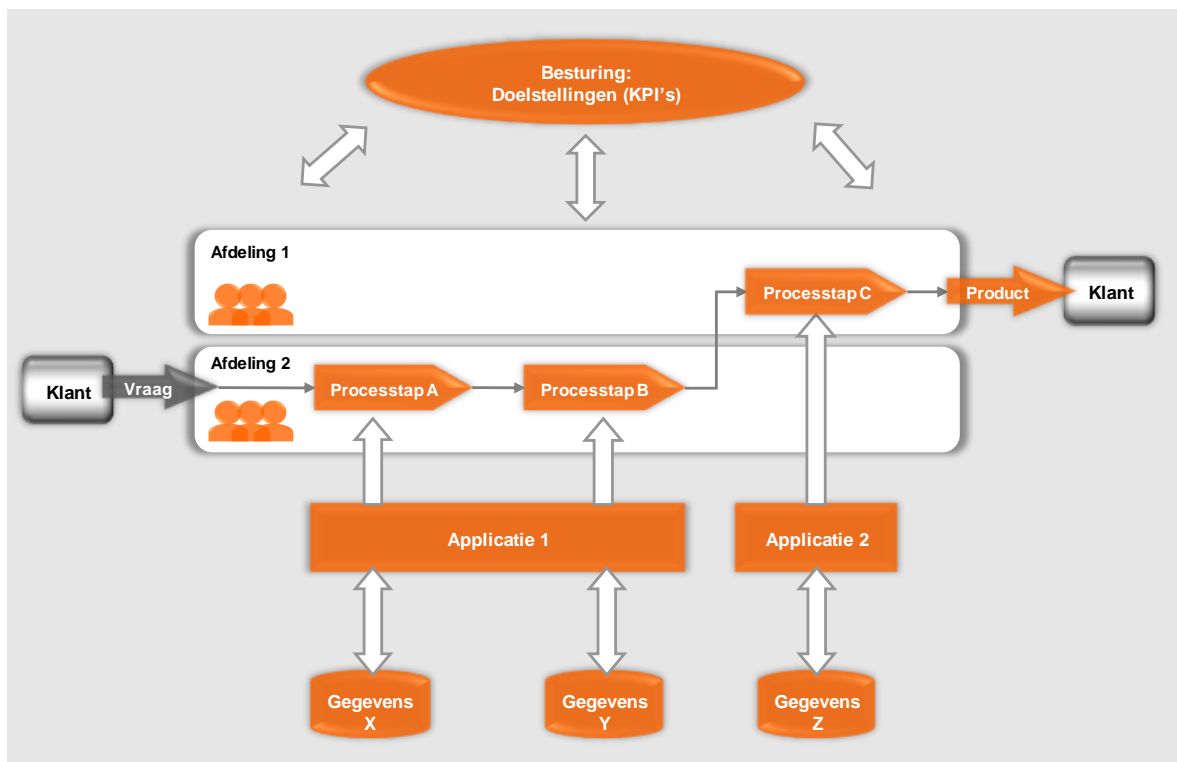 Besturing:
Doelstellingen (KPI's)
Afdeling 1
Processtap C
Product
Klant
Afdeling 2
Klant
Vraag
Processtap A
Processtap B
Applicatie 1
Applicatie 2
Gegevens
X
Gegevens
Y
Gegevens
Z